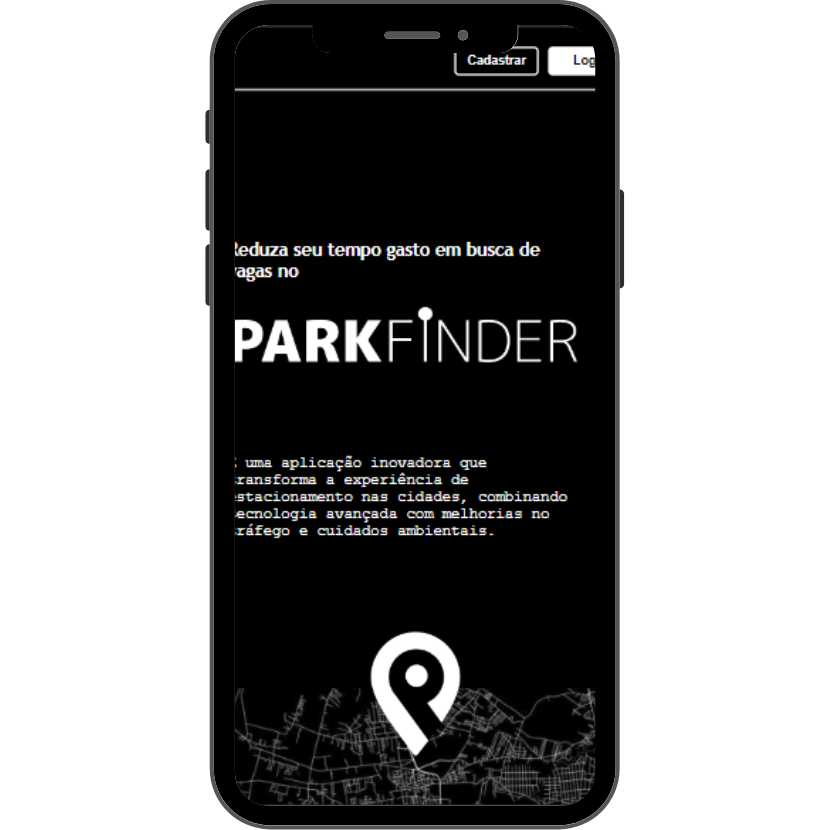 Cadastrar Log
Reduza seu tempo gasto em busca de
vagas no
PARKFINDER
É uma aplicação inovadora que
transforma a experiência de
estacionamento nas cidades, combinando
tecnologia avançada com melhorias no
tráfego e cuidados ambientais.